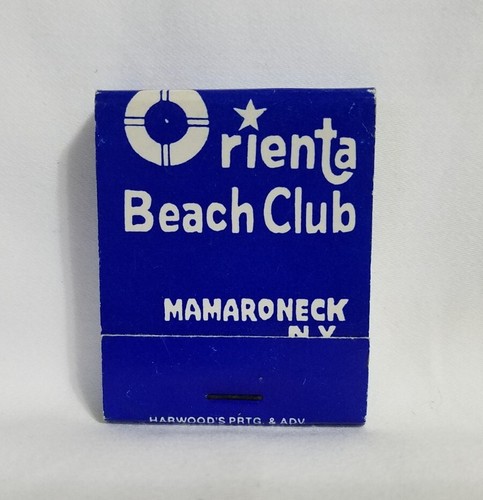 Orienta
Beach Club
MAMARONECK
N.Y.
HARWOOD'S PRTG. & ADV.